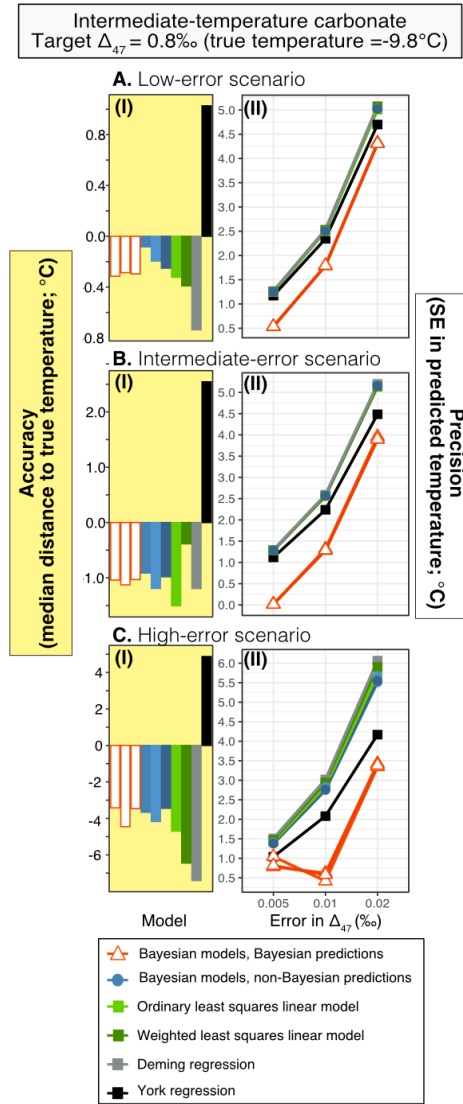 Intermediate-temperature carbonate
Target Δ47 = 0.8‰ (true temperature =-9.8°C)
A. Low-error scenario
(I)
(II)
0.8
0.4
0.0
0.4
0.8
5.0
4.5
4.0
3.5
3.0
2.5
2.0
1.5
1.0
0.5
B. Intermediate-error scenario
(I)
(II)
2.0
1.0
0.0
1.0
5.0
4.5
4.0
3.5
3.0
2.5
2.0
1.5
1.0
0.5
0.0
C. High-error scenario
(I)
(II)
4
2
0
-2
-4
-6
6.0
5.5
5.0
4.5
4.0
3.5
3.0
2.5
2.0
1.5
1.0
0.5
0.005
0.01
0.02
Accuracy
(median distance to true temperature; °C)
Precision
(SE in predicted temperature; °C)
Model
Error in Δ47 (‰)
Bayesian models, Bayesian predictions
Bayesian models, non-Bayesian predictions
Ordinary least squares linear model
Weighted least squares linear model
Deming regression
York regression